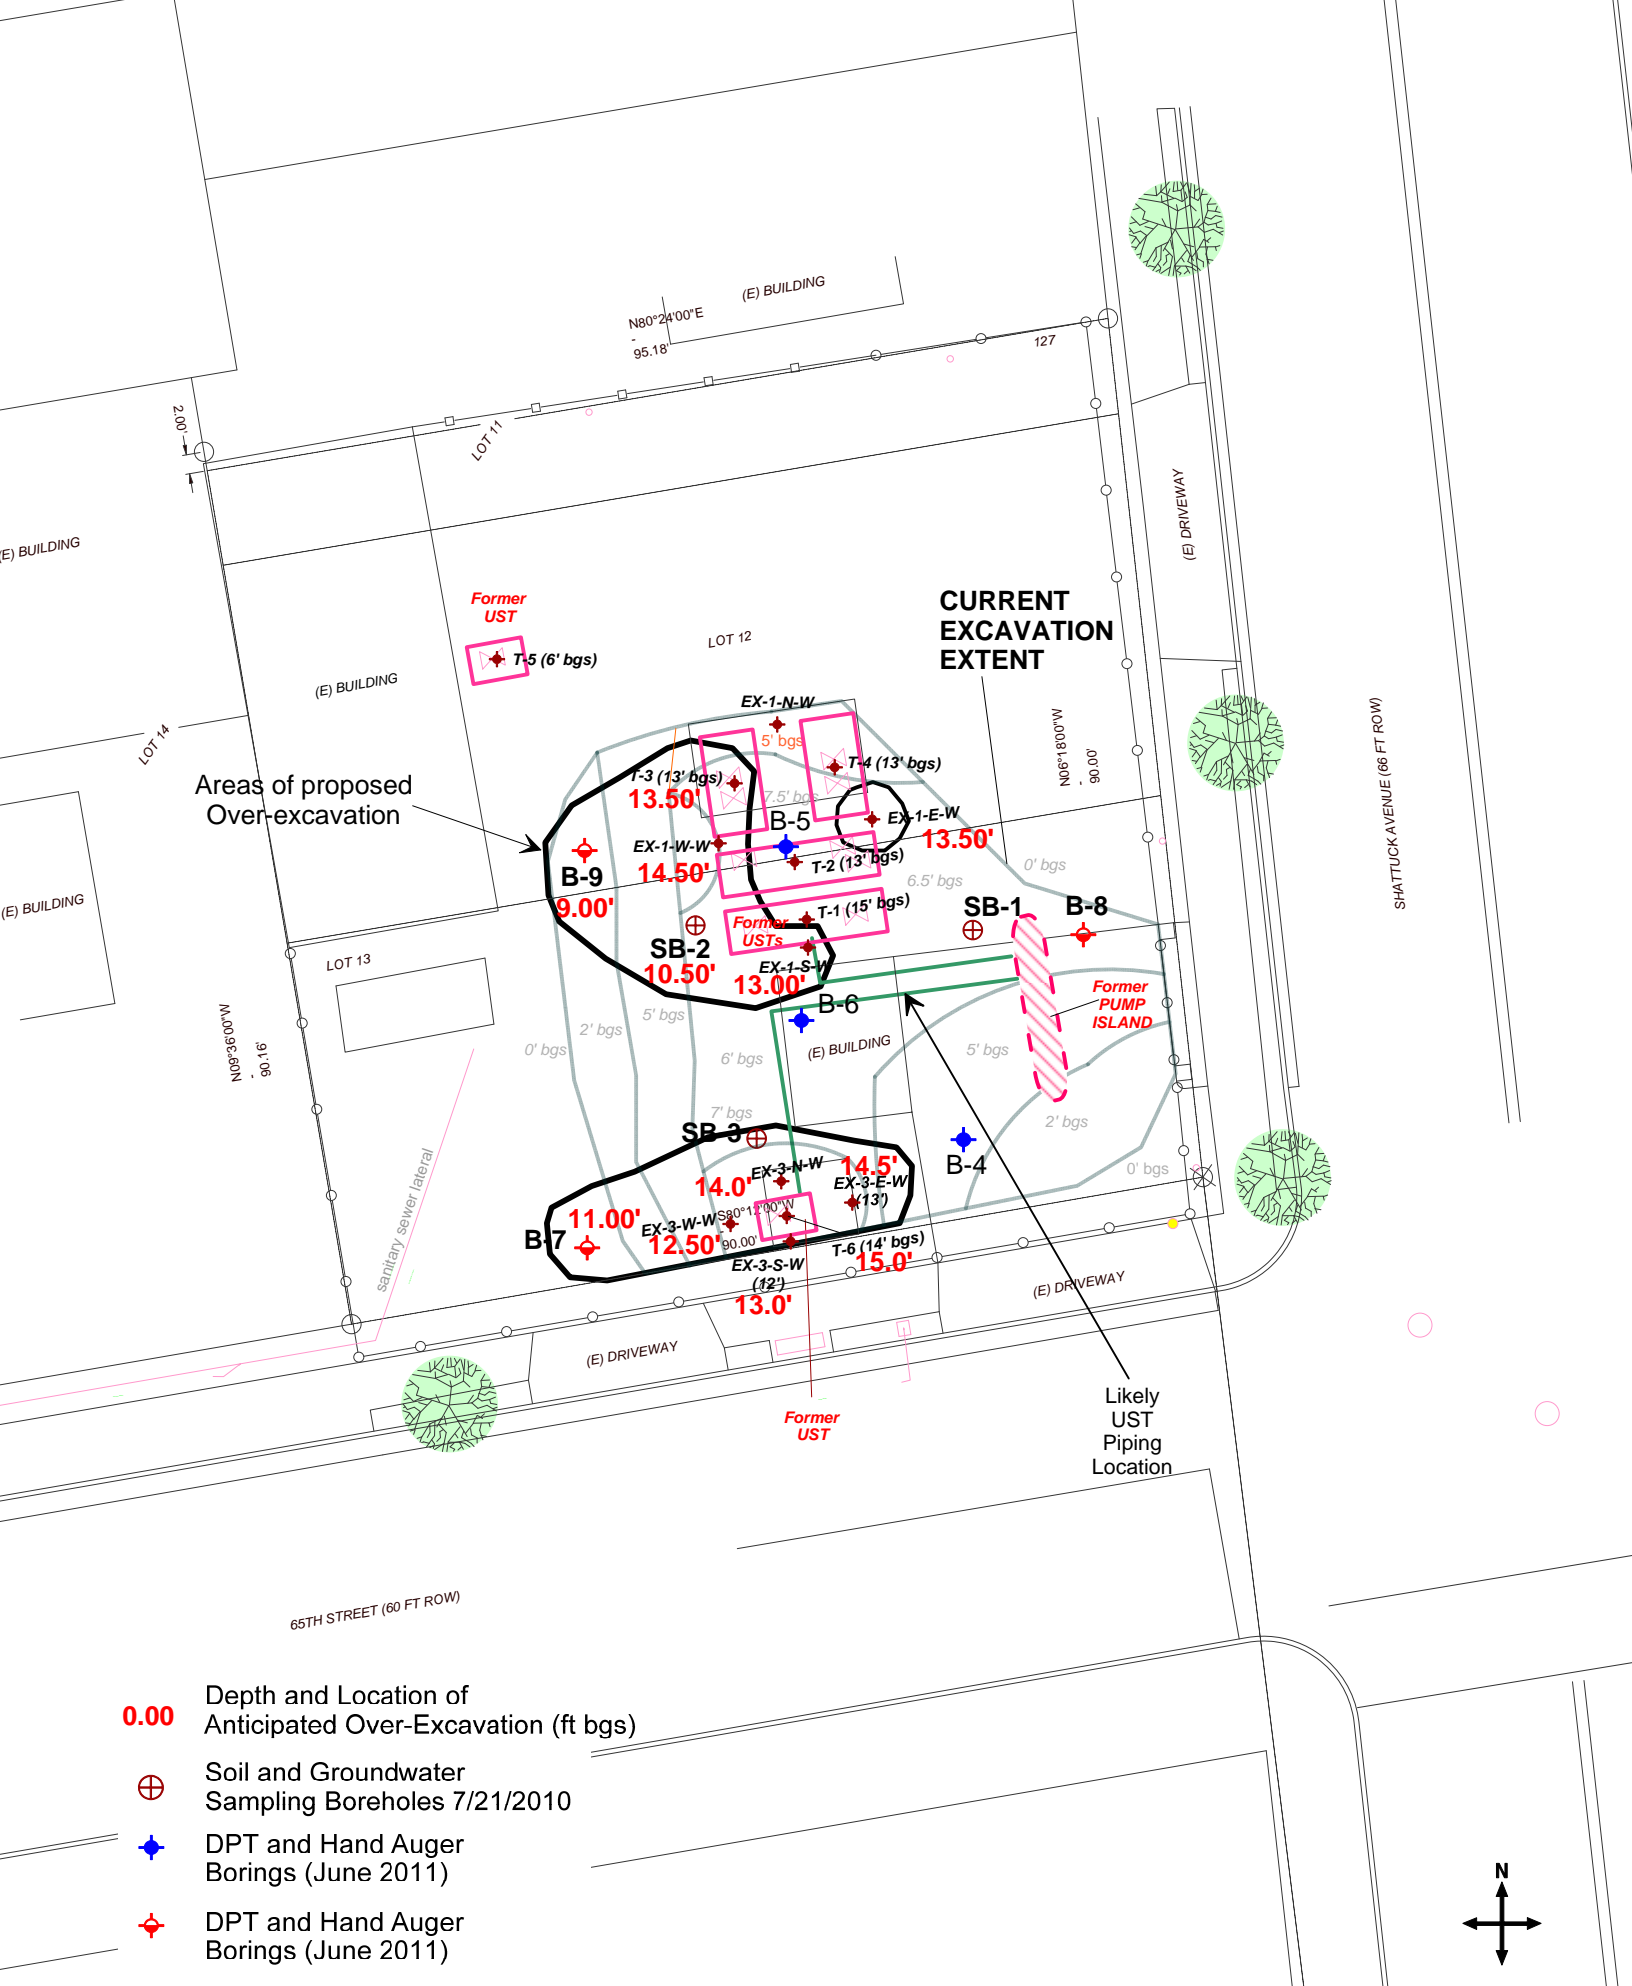 (E) BUILDING
N80°24'00"E
-
95.18'
127
2.00'
LOT 11
(E) DRIVEWAY
(E) BUILDING
Former
UST
T-5 (6' bgs)
LOT 12
CURRENT
EXCAVATION
EXTENT
(E) BUILDING
LOT 14
EX-1-N-W
5' bgs
N06°18'00"W
-
90.00'
SHATTUCK AVENUE (66 FT ROW)
Areas of proposed
Over-excavation
T-3 (13' bgs)
T-4 (13' bgs)
13.50'
7.5' bgs
B-5
EX-1-E-W
13.50'
EX-1-W-W
14.50'
T-2 (13' bgs)
0' bgs
6.5' bgs
B-9
9.00'
(E) BUILDING
T-1 (15' bgs)
SB-1
B-8
Former
USTs
SB-2
10.50'
EX-1-S-W
13.00'
LOT 13
B-6
Former
PUMP
ISLAND
5' bgs
2' bgs
0' bgs
6' bgs
(E) BUILDING
5' bgs
N09°36'00"W
-
90.16'
7' bgs
2' bgs
SB-3
B-4
0' bgs
sanitary sewer lateral
EX-3-N-W
14.5'
14.0'
EX-3-E-W
(13')
S80°12'00"W
-
90.00'
11.00'
EX-3-W-W
12.50'
B-7
T-6 (14' bgs)
15.0'
EX-3-S-W
(12')
13.0'
(E) DRIVEWAY
(E) DRIVEWAY
Former
UST
Likely
UST
Piping
Location
65TH STREET (60 FT ROW)
0.00
Depth and Location of
Anticipated Over-Excavation (ft bgs)
Soil and Groundwater
Sampling Boreholes 7/21/2010
DPT and Hand Auger
Borings (June 2011)
DPT and Hand Auger
Borings (June 2011)
N